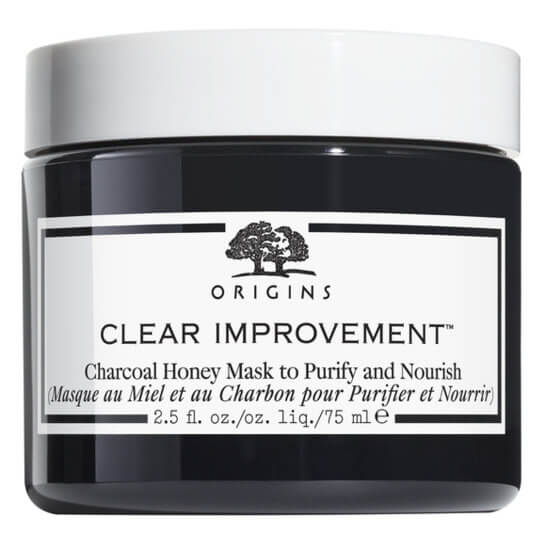 ORIGINS
CLEAR IMPROVEMENT™
Charcoal Honey Mask to Purify and Nourish
(Masque au Miel et au Charbon pour Purifier et Nourrir)
2.5 fl. oz./oz. liq./75 ml ℮